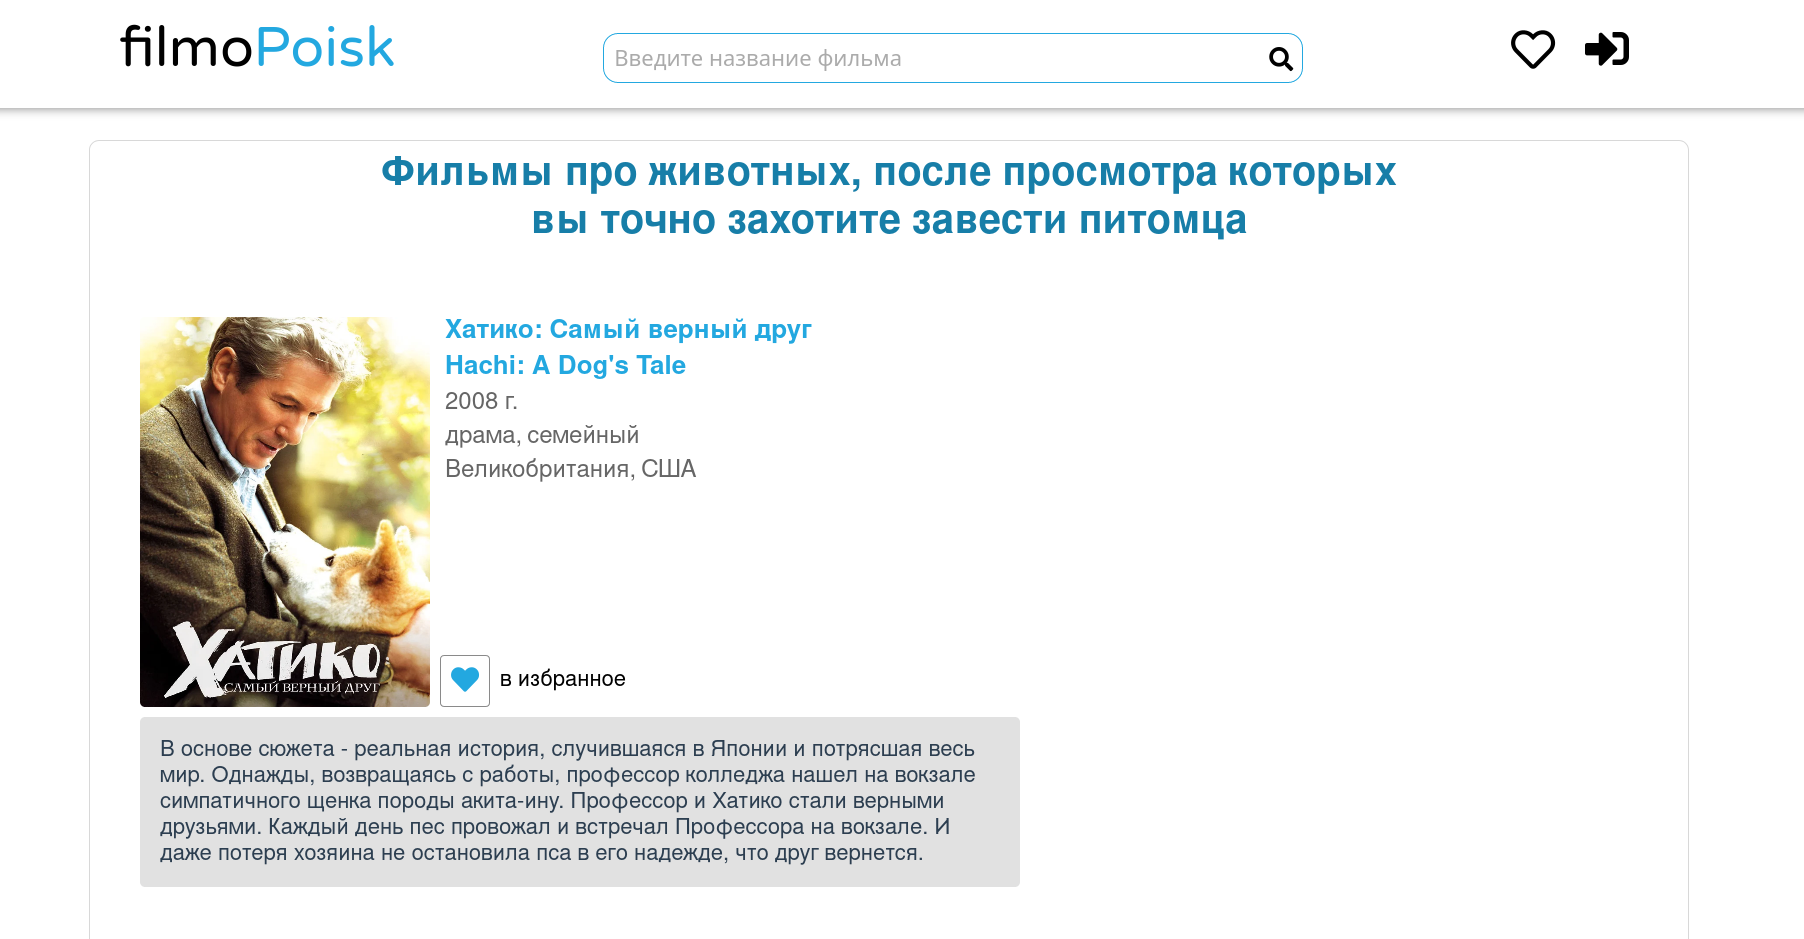 filmoPoisk
Введите название фильма
Фильмы про животных, после просмотра которых
вы точно захотите завести питомца
Хатико: Самый верный друг
Hachi: A Dog's Tale
2008 г.
драма, семейный
Великобритания, США
ХАТИКО
САМЫЙ ВЕРНЫЙ ДРУГ
в избранное
В основе сюжета - реальная история, случившаяся в Японии и потрясшая весь
мир. Однажды, возвращаясь с работы, профессор колледжа нашел на вокзале
симпатичного щенка породы акита-ину. Профессор и Хатико стали верными
друзьями. Каждый день пес провожал и встречал Профессора на вокзале. И
даже потеря хозяина не остановила пса в его надежде, что друг вернется.